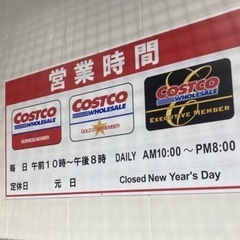 営業時間
COSTCO
WHOLESALE
BUSINESS MEMBER
COSTCO
WHOLESALE
GOLD STAR MEMBER
COSTCO
WHOLESALE
EXECUTIVE MEMBER
毎日 午前10時～午後8時 DAILY AM10:00～PM8:00
定休日 元日 Closed New Year's Day